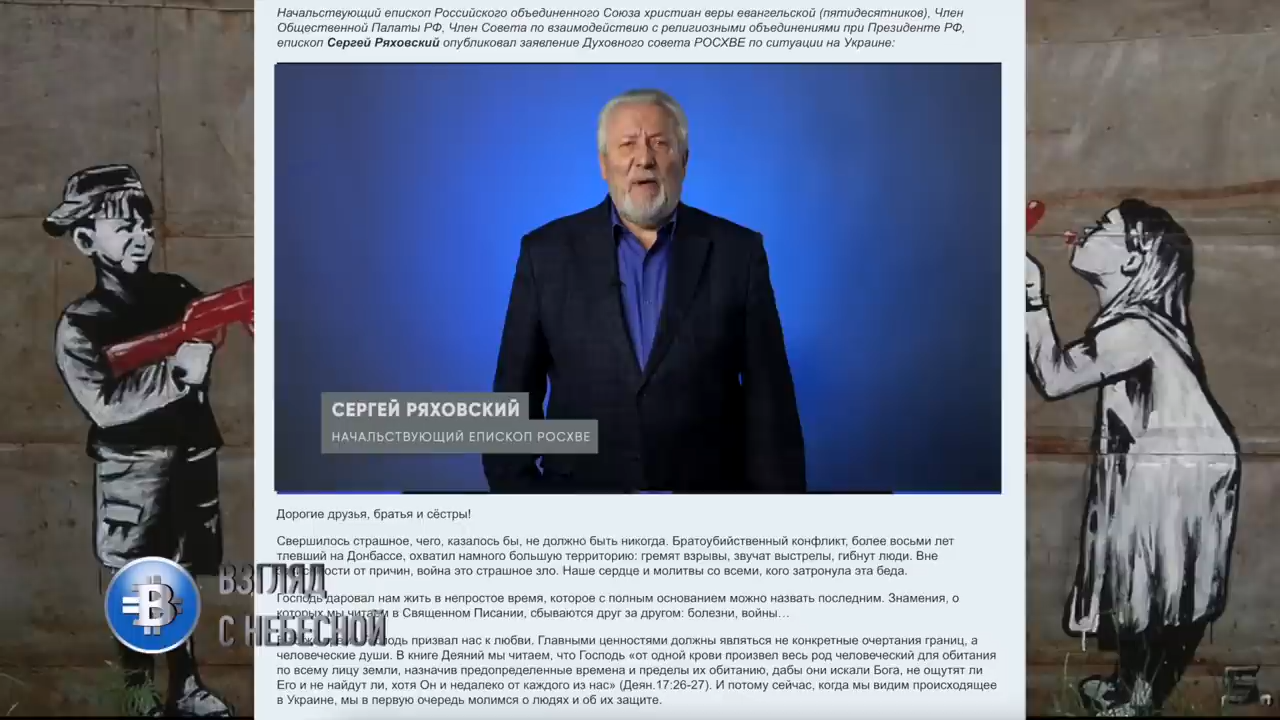 Начальствующий епископ Российского объединенного Союза христиан веры евангельской (пятидесятников), Член
Общественной Палаты РФ, Член Совета по взаимодействию с религиозными объединениями при Президенте РФ,
епископ Сергей Ряховский опубликовал заявление Духовного совета РОСХВЕ по ситуации на Украине:
СЕРГЕЙ РЯХОВСКИЙ
НАЧАЛЬСТВУЮЩИЙ ЕПИСКОП РОСХВЕ
Дорогие друзья, братья и сёстры!
Свершилось страшное, чего, казалось бы, не должно быть никогда. Братоубийственный конфликт, более восьми лет
тлевший на Донбассе, охватил намного большую территорию: гремят взрывы, звучат выстрелы, гибнут люди. Вне
от причин, война это страшное зло. Наше сердце и молитвы со всеми, кого затронула эта беда.
Господь даровал нам жить в непростое время, которое с полным основанием можно назвать последним. Знамения, о
которых мы читаем в Священном Писании, сбываются друг за другом: болезни, войны…
призвал нас к любви. Главными ценностями должны являться не конкретные очертания границ, а
человеческие души. В книге Деяний мы читаем, что Господь «от одной крови произвел весь род человеческий для обитания
по всему лицу земли, назначив предопределенные времена и пределы их обитанию, дабы они искали Бога, не ощутят ли
Его и не найдут ли, хотя Он и недалеко от каждого из нас» (Деян.17:26-27). И потому сейчас, когда мы видим происходящее
в Украине, мы в первую очередь молимся о людях и об их защите.
ВЗГЛЯД
С НЕБЕСНОЙ